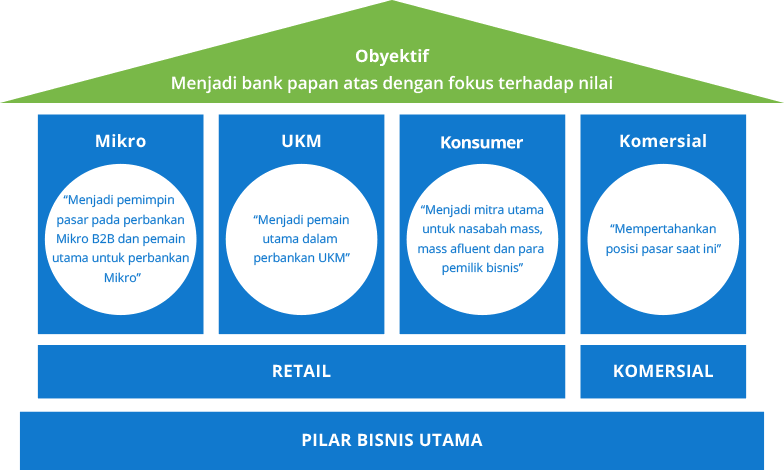 Obyektif
Menjadi bank papan atas dengan fokus terhadap nilai
Mikro
“Menjadi pemimpin
pasar pada perbankan
Mikro B2B dan pemain
utama untuk perbankan
Mikro”
UKM
“Menjadi pemain
utama dalam
perbankan UKM”
Konsumer
“Menjadi mitra utama
untuk nasabah mass,
mass afluent dan para
pemilik bisnis”
Komersial
“Mempertahankan
posisi pasar saat ini”
RETAIL
KOMERSIAL
PILAR BISNIS UTAMA